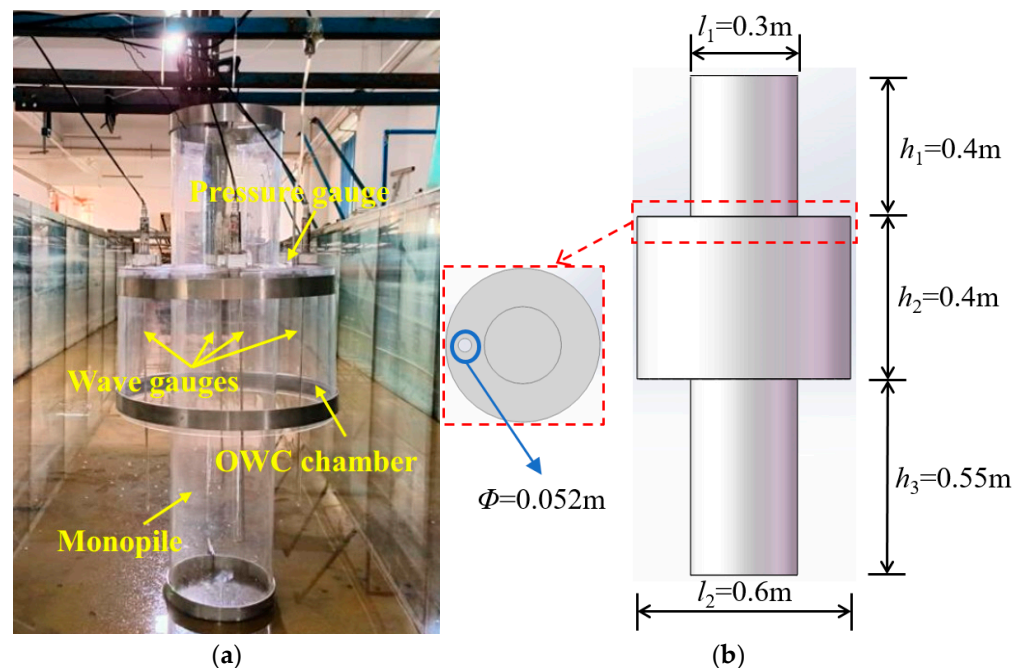 Pressure gauge
Wave gauges
OWC chamber
Monopile
(a)
l₁=0.3m
h₁=0.4m
h₂=0.4m
Φ=0.052m
h₃=0.55m
l₂=0.6m
(b)